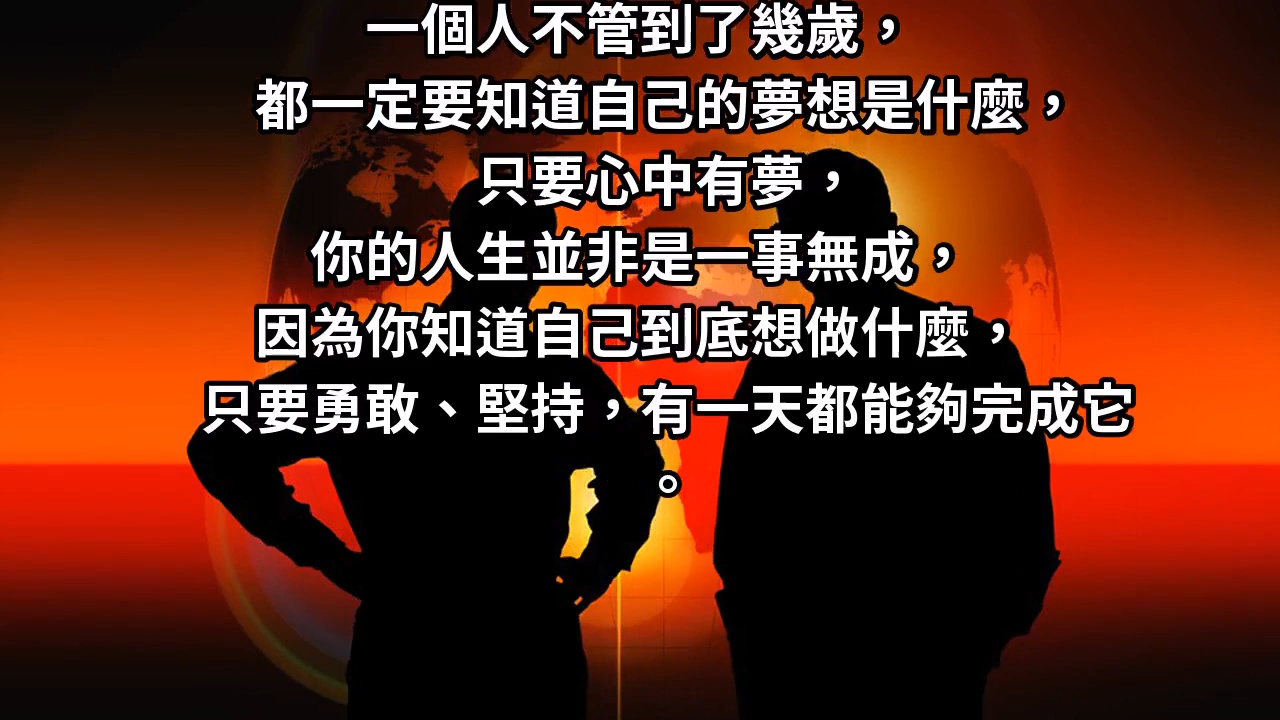 一個人不管到了幾歲，
都一定要知道自己的夢想是什麼，
只要心中有夢，
你的人生並非是一事無成，
因為你知道自己到底想做什麼，
只要勇敢、堅持，有一天都能夠完成它
。